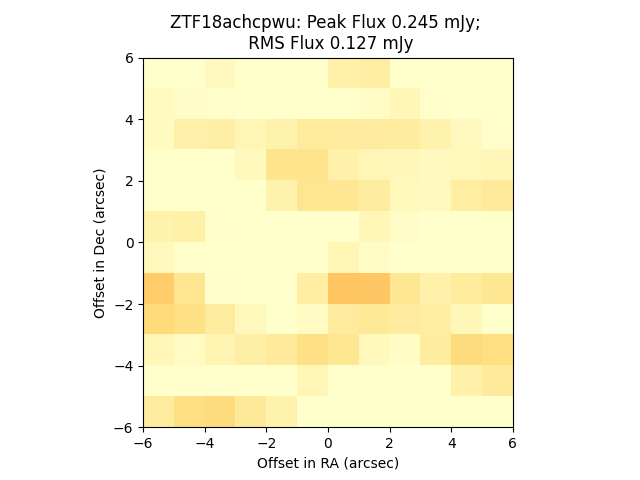 ZTF18achcpwu: Peak Flux 0.245 mJy;
RMS Flux 0.127 mJy
6
4
2
0
−2
−4
−6
Offset in Dec (arcsec)
−6 −4 −2 0 2 4 6
Offset in RA (arcsec)